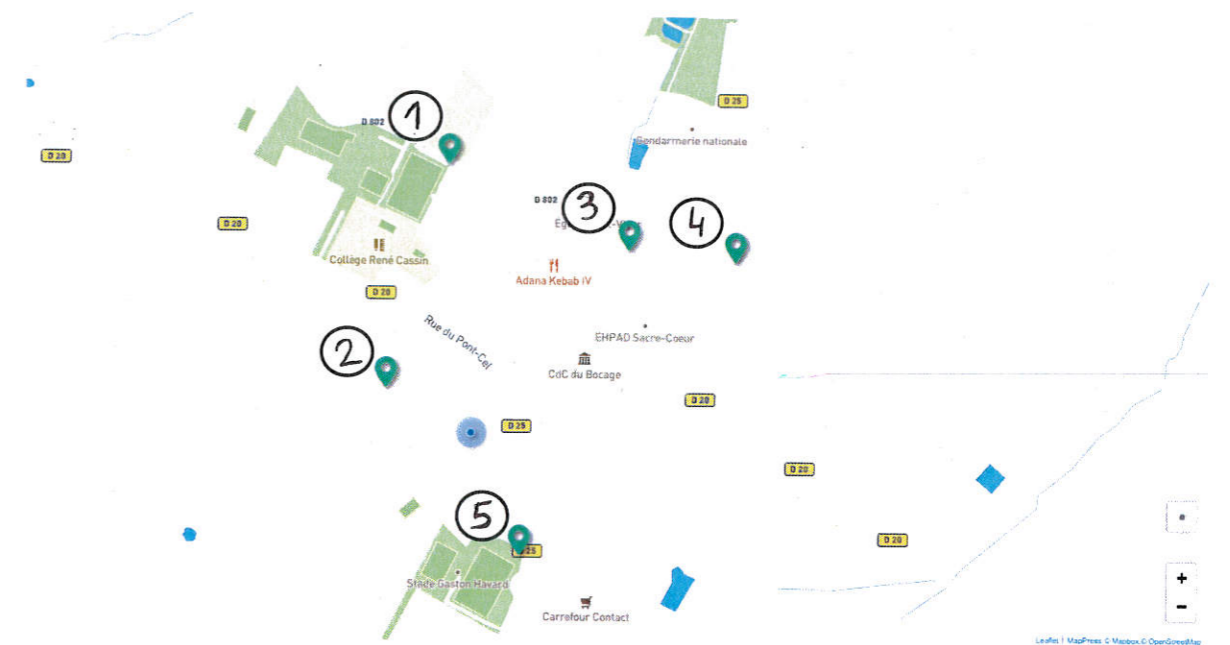 D 25
1
D 802
Gendarmerie nationale
D 20
D 802
3
4
D 20
Collège René Cassin
Adana Kebab IV
D 20
Rue du Pont-Cel
EHPAD Sacre-Coeur
2
CdC du Bocage
D 20
D 25
D 20
5
D 20
25
Stade Gaston Havard
+
Carrefour Contact
−
Leaflet | MapPress © Mapbox © OpenStreetMap